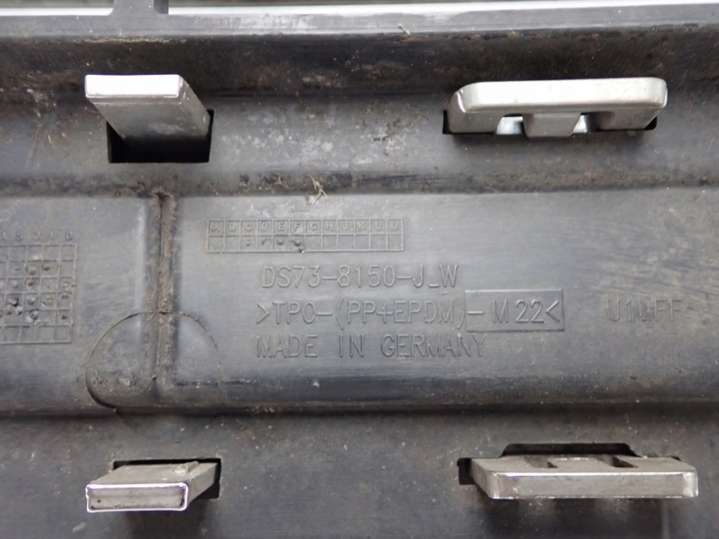 DS73-8150-J_W
>TPO-(PP+EPDM)-M22<
MADE IN GERMANY